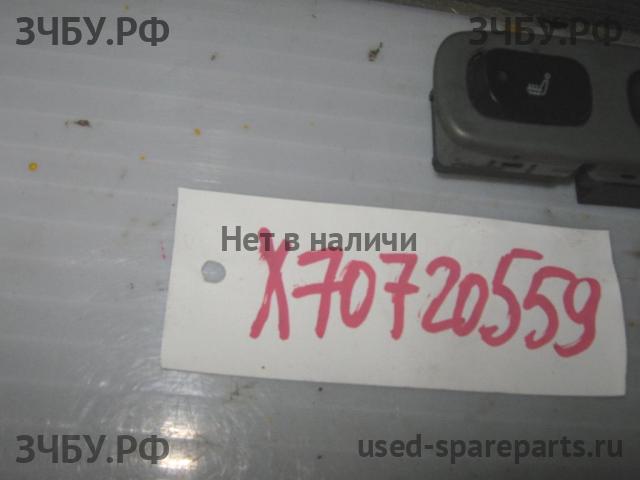 ЗЧБУ.РФ
ЗЧБУ.РФ
Нет в наличи
X70720559
ЗЧБУ.РФ
used-spareparts.ru